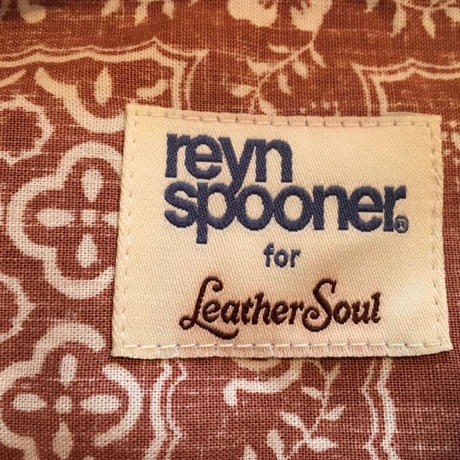 reyn
spooner®
for
Leather Soul